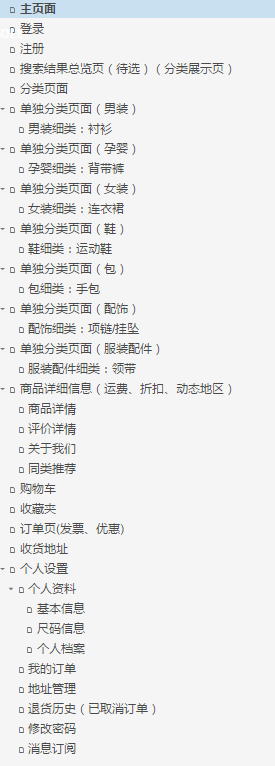 主页面
登录
注册
搜索结果总览页（待选）（分类展示页）
分类页面
单独分类页面（男装）
男装细类：衬衫
单独分类页面（孕婴）
孕婴细类：背带裤
单独分类页面（女装）
女装细类：连衣裙
单独分类页面（鞋）
鞋细类：运动鞋
单独分类页面（包）
包细类：手包
单独分类页面（配饰）
配饰细类：项链/挂坠
单独分类页面（服装配件）
服装配件细类：领带
商品详细信息（运费、折扣、动态地区）
商品详情
评价详情
关于我们
同类推荐
购物车
收藏夹
订单页(发票、优惠)
收货地址
个人设置
个人资料
基本信息
尺码信息
个人档案
我的订单
地址管理
退货历史（已取消订单）
修改密码
消息订阅